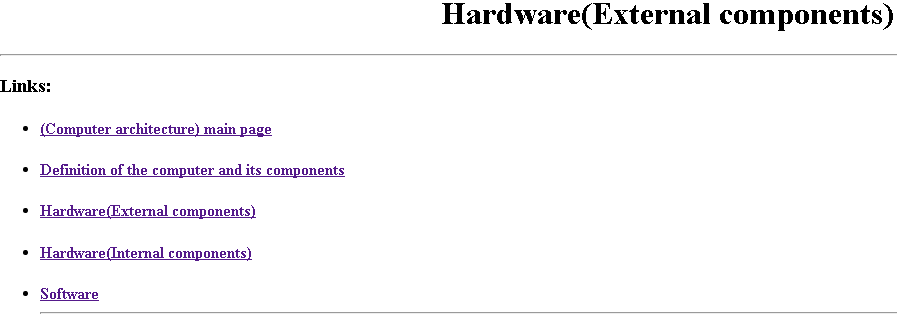 Hardware(External components)
Links:
(Computer architecture) main page
Definition of the computer and its components
Hardware(External components)
Hardware(Internal components)
Software